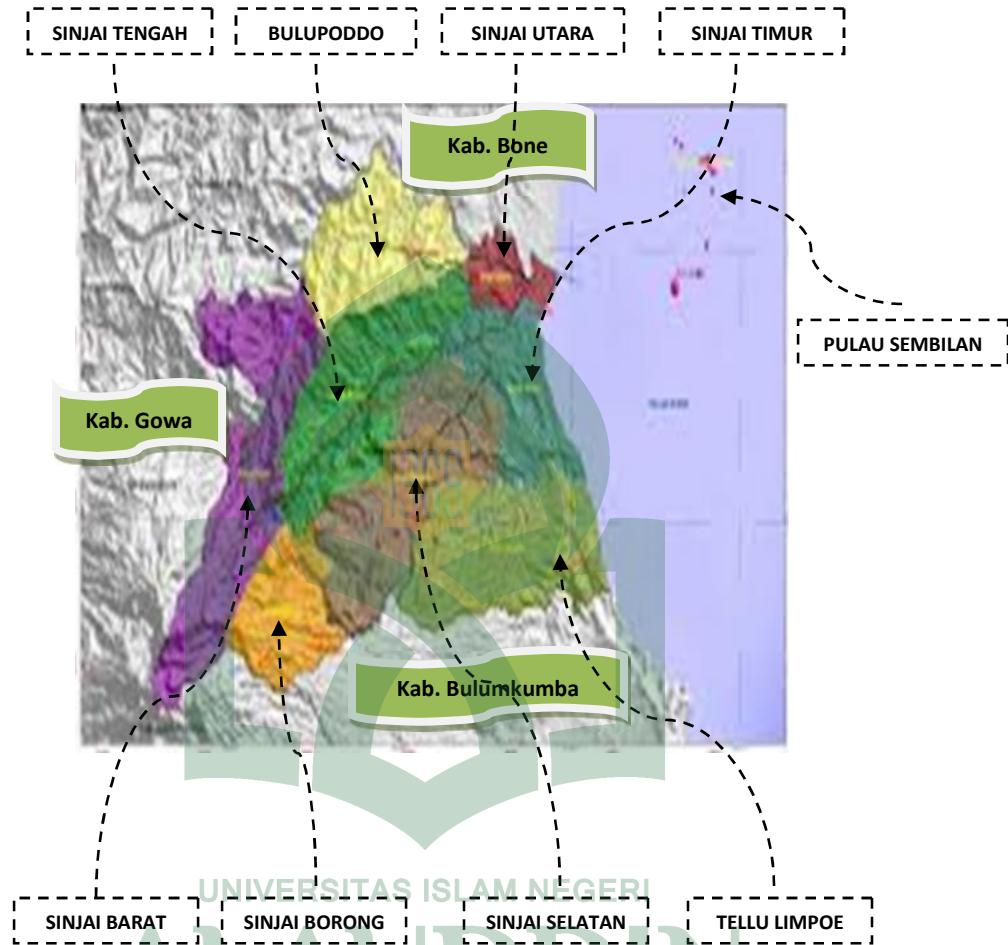 SINJAI TENGAH
BULUPODDO
SINJAI UTARA
SINJAI TIMUR
Kab. Bone
PULAU SEMBILAN
Kab. Gowa
Kab. Bulūmkumba
UNIVERSITAS ISLAM NEGERI
SINJAI BARAT
SINJAI BORONG
SINJAI SELATAN
TELLU LIMPOE